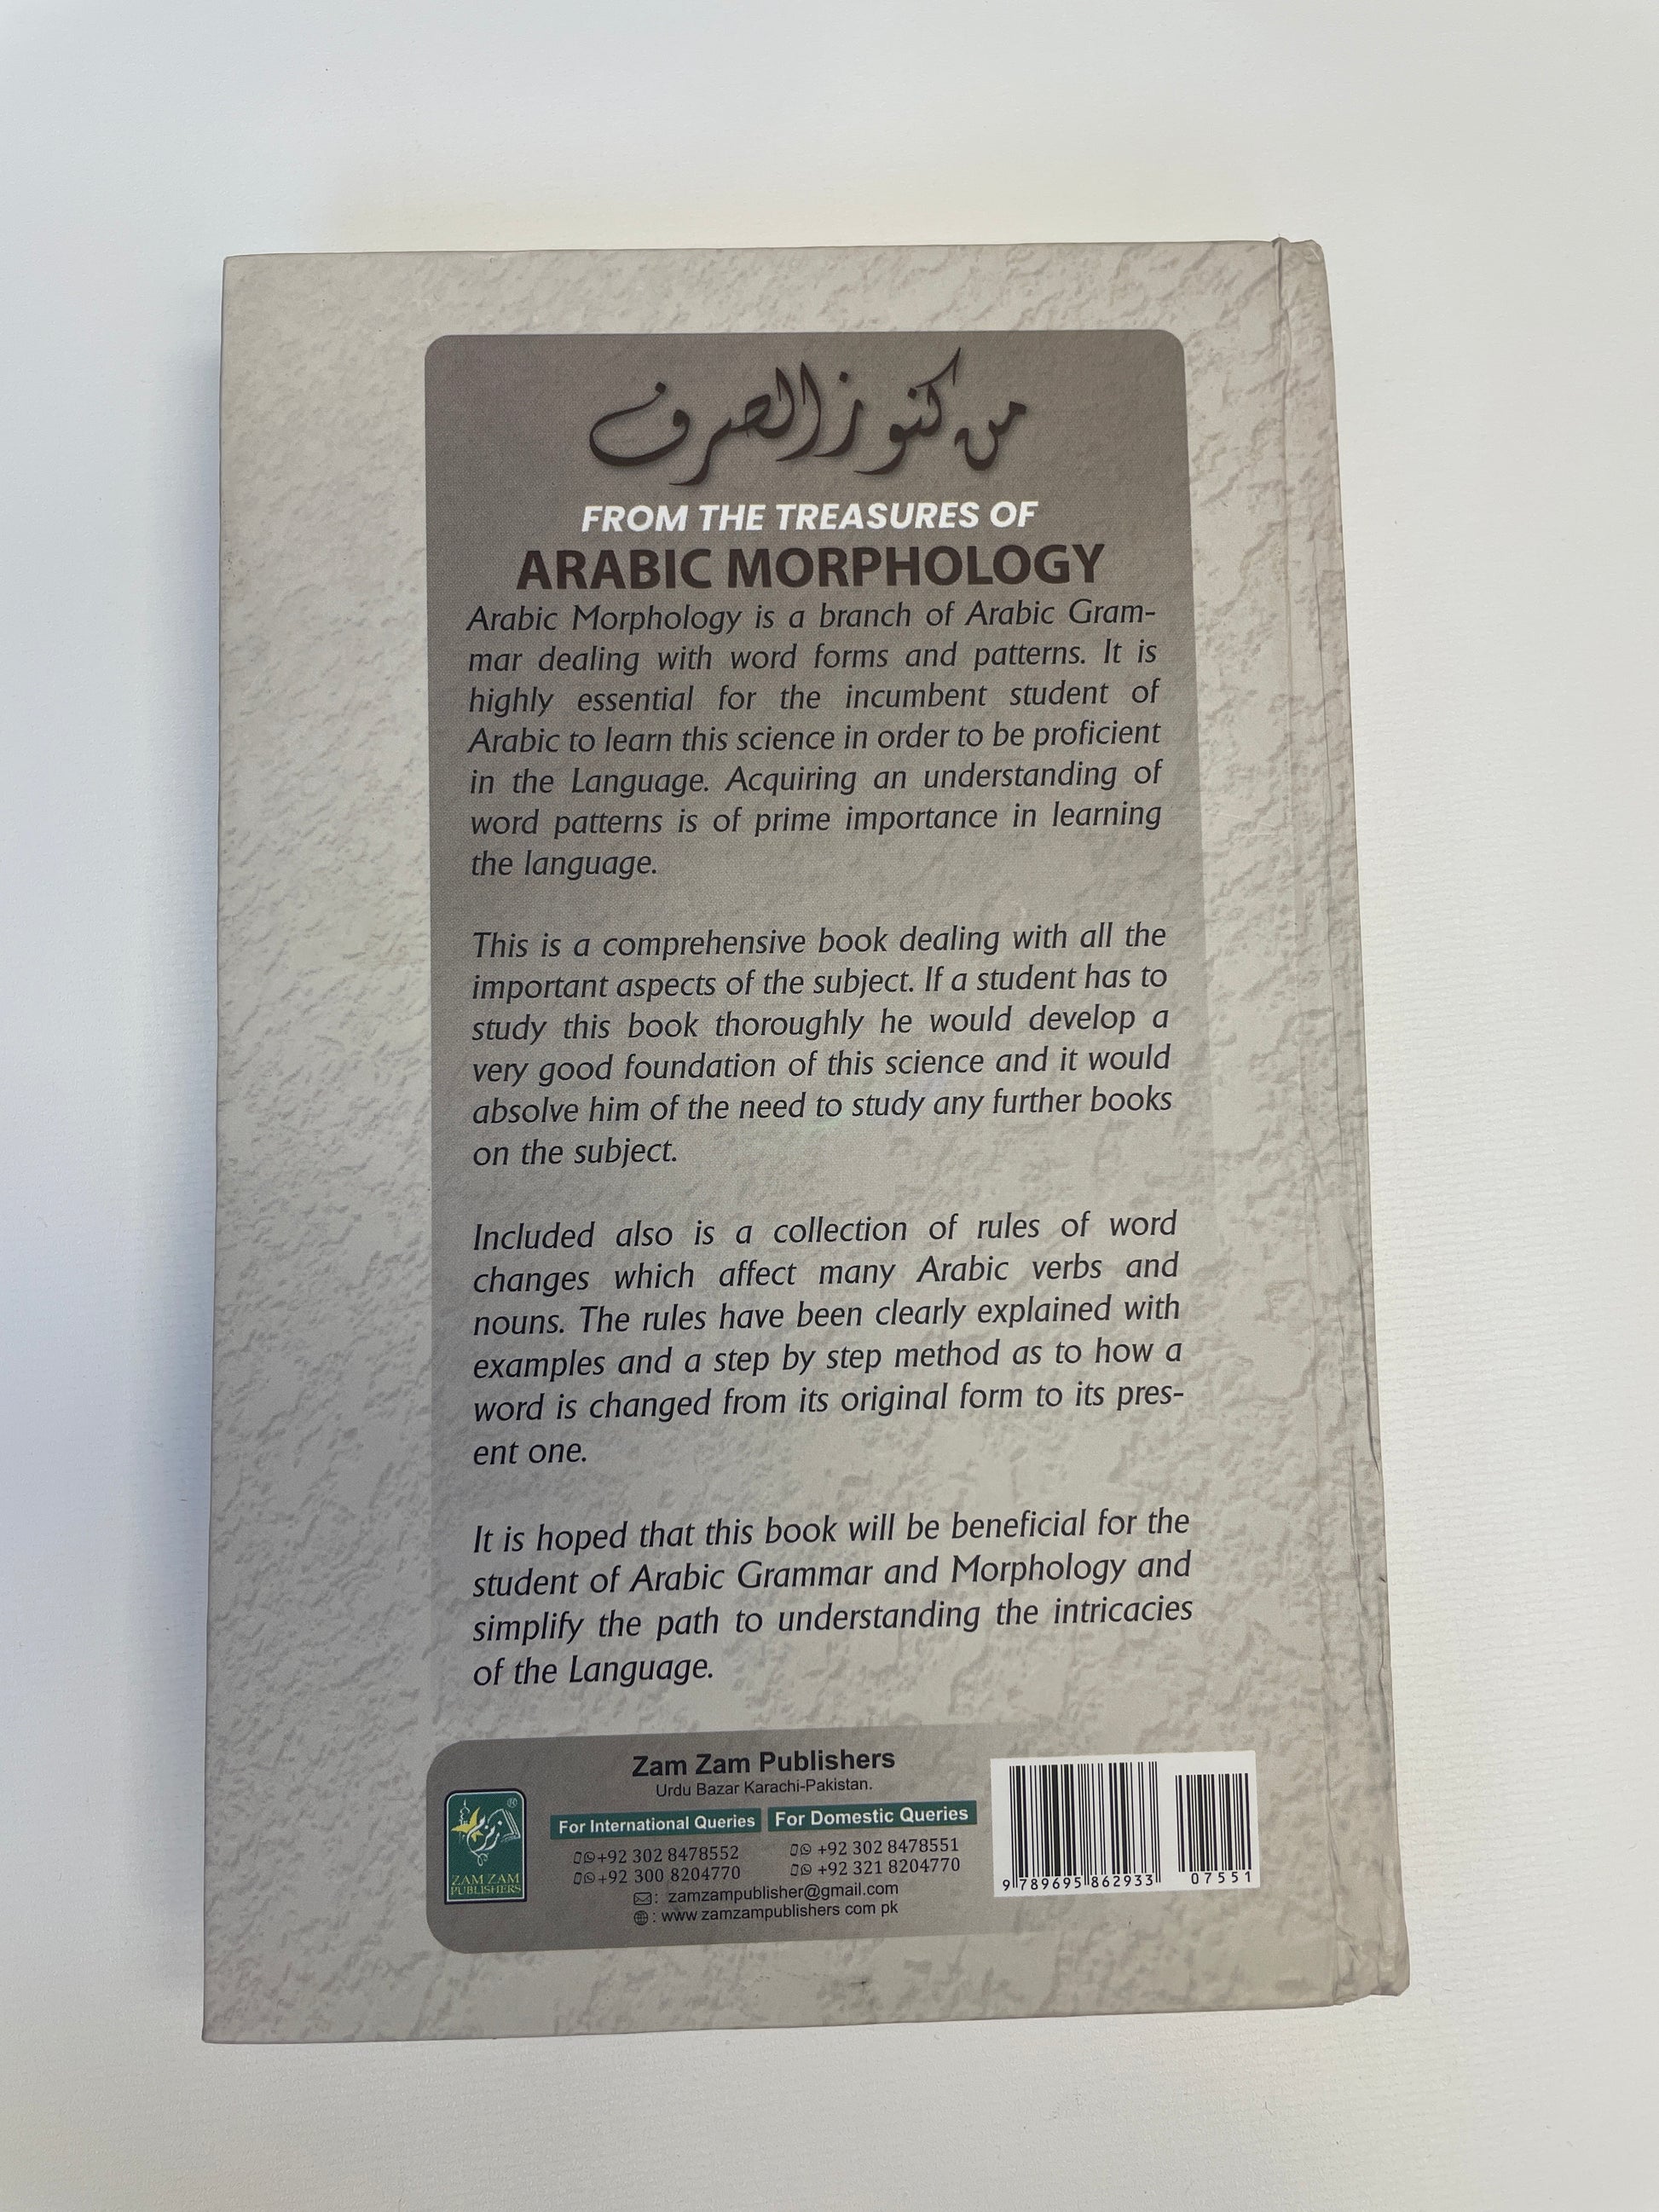 من كنوز الصرف
FROM THE TREASURES OF
ARABIC MORPHOLOGY
Arabic Morphology is a branch of Arabic Gram-
mar dealing with word forms and patterns. It is
highly essential for the incumbent student of
Arabic to learn this science in order to be proficient
in the Language. Acquiring an understanding of
word patterns is of prime importance in learning
the language.
This is a comprehensive book dealing with all the
important aspects of the subject. If a student has to
study this book thoroughly he would develop a
very good foundation of this science and it would
absolve him of the need to study any further books
on the subject.
Included also is a collection of rules of word
changes which affect many Arabic verbs and
nouns. The rules have been clearly explained with
examples and a step by step method as to how a
word is changed from its original form to its pres-
ent one.
It is hoped that this book will be beneficial for the
student of Arabic Grammar and Morphology and
simplify the path to understanding the intricacies
of the Language.
Zam Zam Publishers
Urdu Bazar Karachi-Pakistan.
For International Queries
+92 302 8478552
+92 300 8204770
For Domestic Queries
+92 302 8478551
+92 321 8204770
: zamzampublisher@gmail.com
: www zamzampublishers com pk
زمزم
®
ZAM ZAM
PUBLISHERS
9 789695 862933
07551